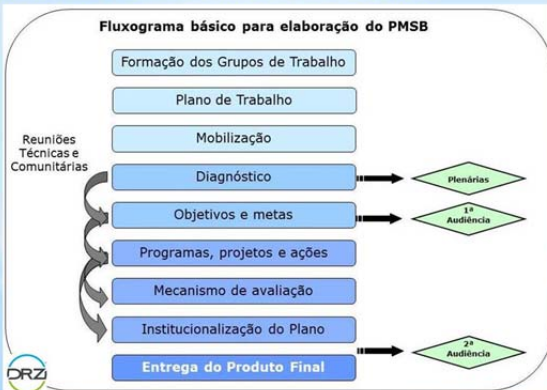 Fluxograma básico para elaboração do PMSB
Formação dos Grupos de Trabalho
Plano de Trabalho
Mobilização
Reuniões
Técnicas e
Comunitárias
Diagnóstico
Plenárias
Objetivos e metas
1ª
Audiência
Programas, projetos e ações
Mecanismo de avaliação
Institucionalização do Plano
2ª
Audiência
Entrega do Produto Final
DRZ